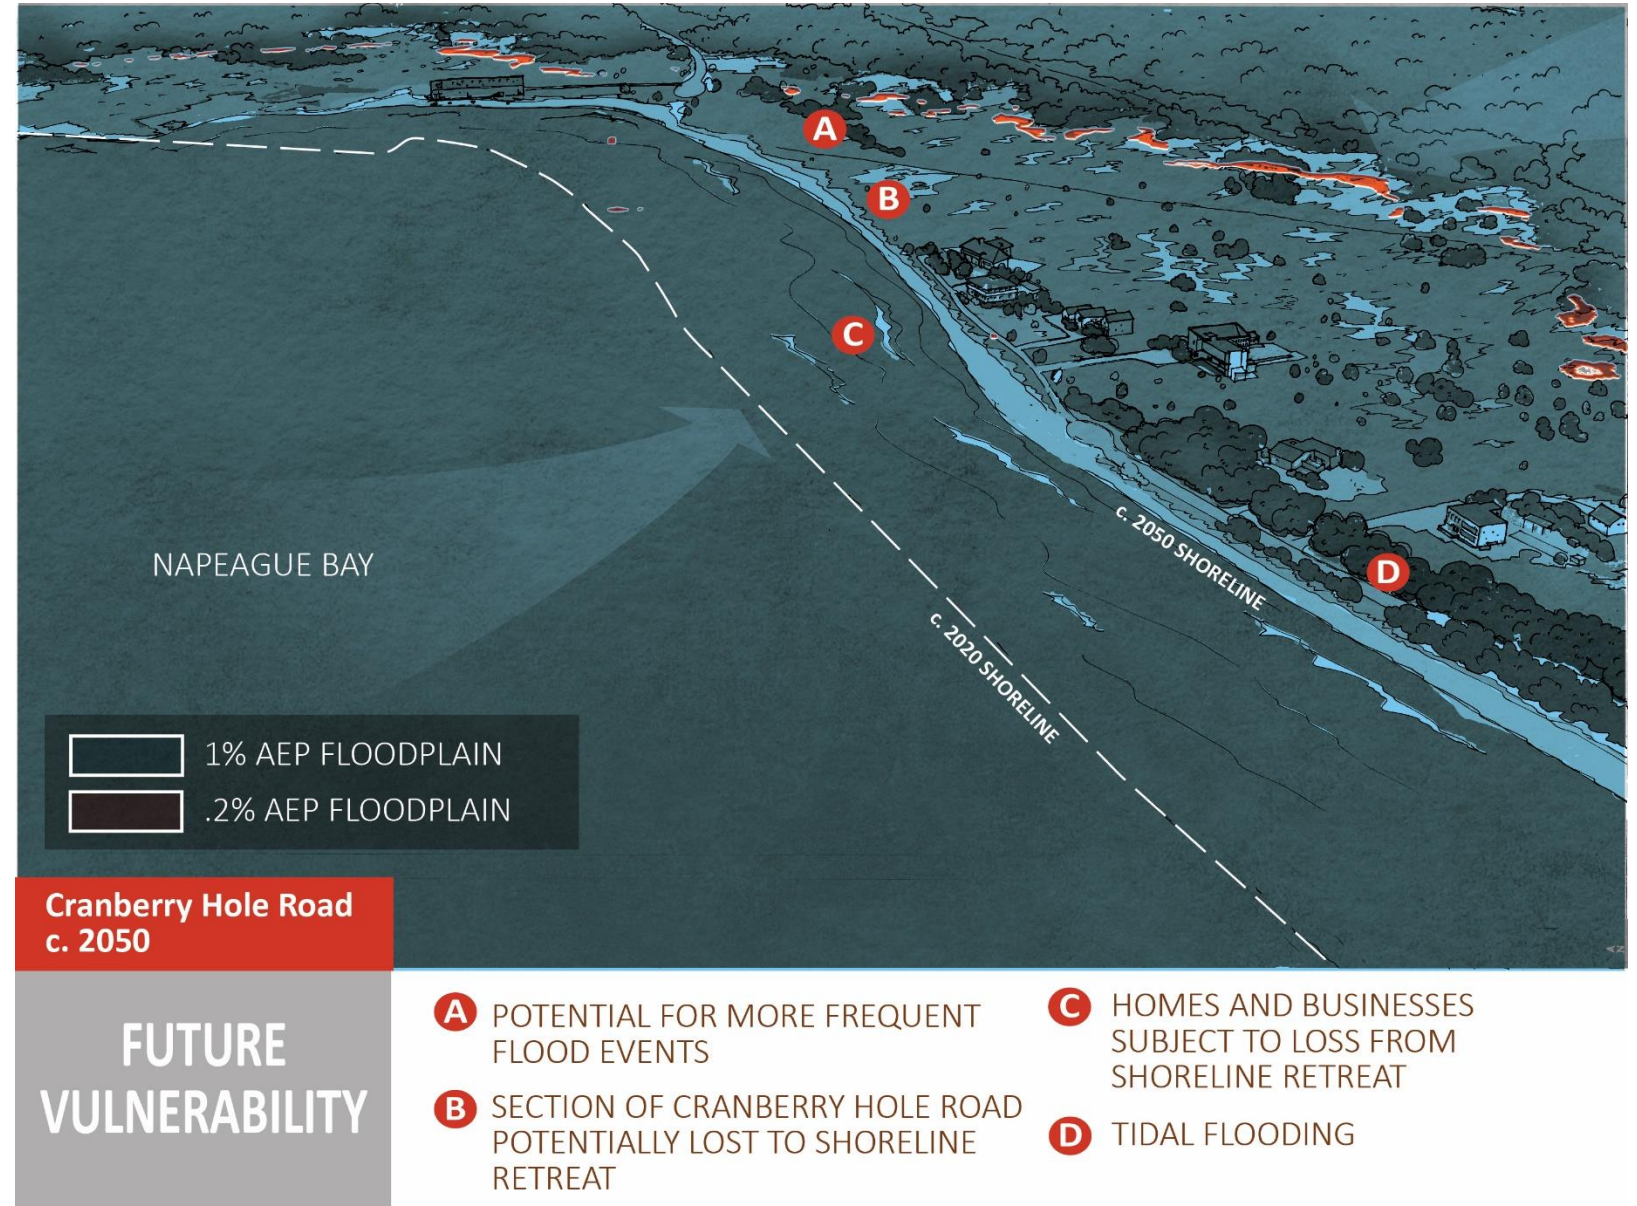 A
B
C
NAPEAGUE BAY
c. 2050 SHORELINE
D
c. 2020 SHORELINE
1% AEP FLOODPLAIN
.2% AEP FLOODPLAIN
Cranberry Hole Road
c. 2050
FUTURE
VULNERABILITY
A POTENTIAL FOR MORE FREQUENT
FLOOD EVENTS
B SECTION OF CRANBERRY HOLE ROAD
POTENTIALLY LOST TO SHORELINE
RETREAT
C HOMES AND BUSINESSES
SUBJECT TO LOSS FROM
SHORELINE RETREAT
D TIDAL FLOODING